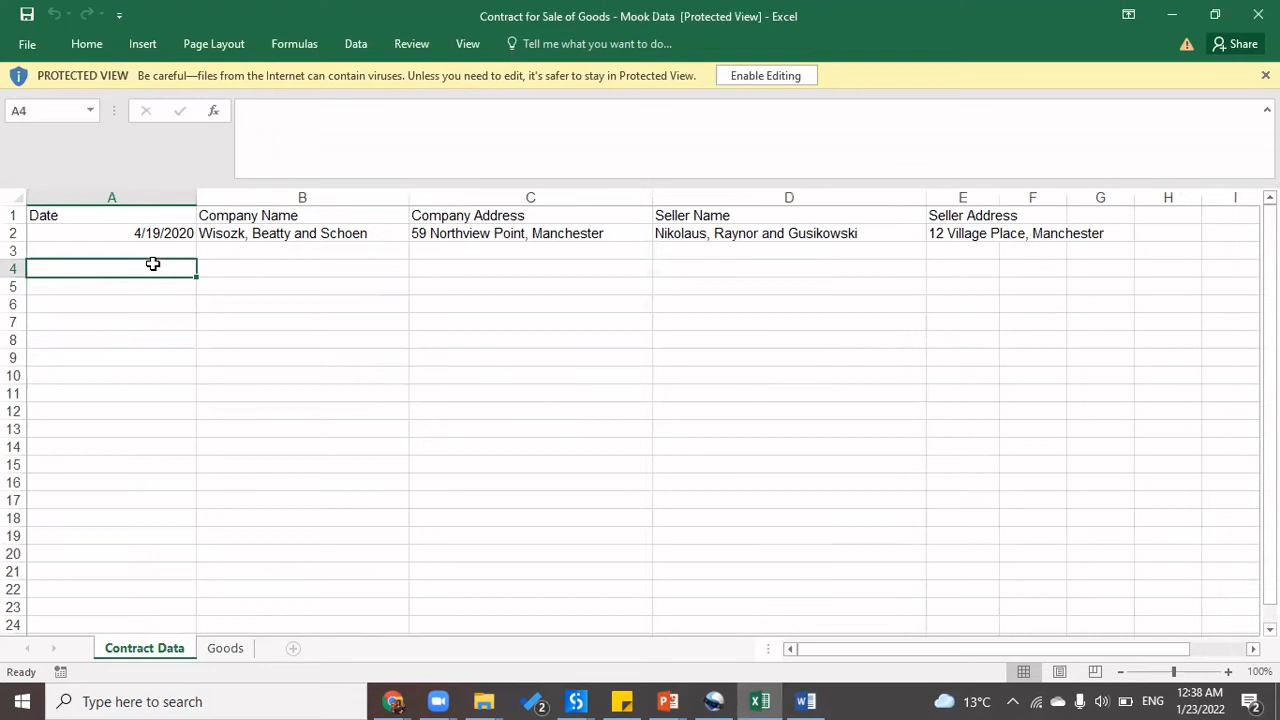 Contract for Sale of Goods - Mook Data [Protected View] - Excel
File Home Insert Page Layout Formulas Data Review View Tell me what you want to do... Share
PROTECTED VIEW Be careful—files from the Internet can contain viruses. Unless you need to edit, it's safer to stay in Protected View. Enable Editing
A4 fx
A B C D E F G H I
1 Date Company Name Company Address Seller Name Seller Address
2 4/19/2020 Wisozk, Beatty and Schoen 59 Northview Point, Manchester Nikolaus, Raynor and Gusikowski 12 Village Place, Manchester
3
4
5
6
7
8
9
10
11
12
13
14
15
16
17
18
19
20
21
22
23
24
Contract Data Goods
Ready 100%
Type here to search 2 13°C ENG 12:38 AM
1/23/2022 2